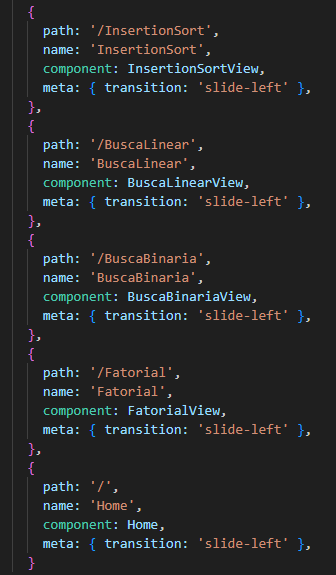 {
path: '/InsertionSort',
name: 'InsertionSort',
component: InsertionSortView,
meta: { transition: 'slide-left' },
},
{
path: '/BuscaLinear',
name: 'BuscaLinear',
component: BuscaLinearView,
meta: { transition: 'slide-left' },
},
{
path: '/BuscaBinaria',
name: 'BuscaBinaria',
component: BuscaBinariaView,
meta: { transition: 'slide-left' },
},
{
path: '/Fatorial',
name: 'Fatorial',
component: FatorialView,
meta: { transition: 'slide-left' },
},
{
path: '/',
name: 'Home',
component: Home,
meta: { transition: 'slide-left' },
}